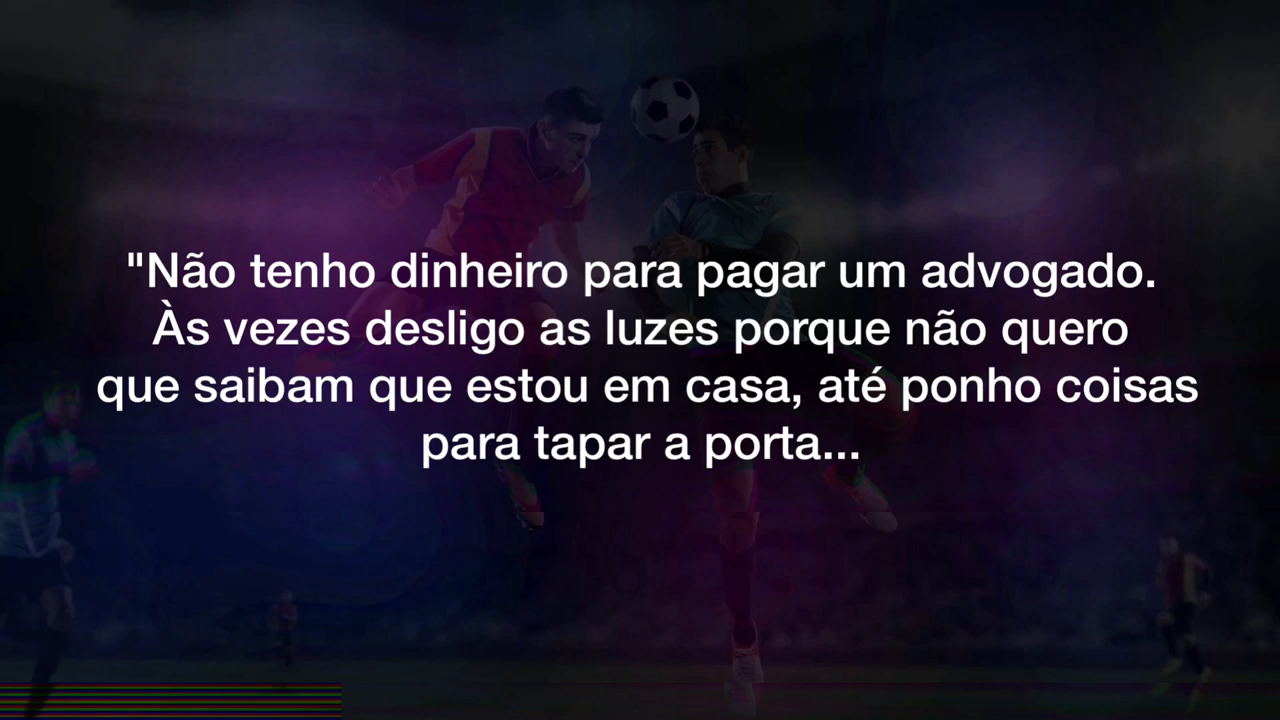 "Não tenho dinheiro para pagar um advogado.
Às vezes desligo as luzes porque não quero
que saibam que estou em casa, até ponho coisas
para tapar a porta...